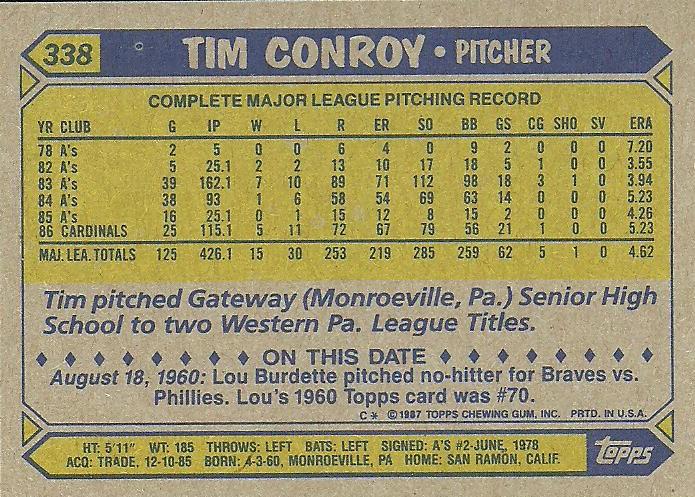 338 TIM CONROY • PITCHER
COMPLETE MAJOR LEAGUE PITCHING RECORD
YR CLUB G IP W L R ER SO BB GS CG SHO SV ERA
78 A's 2 5 0 0 6 4 0 9 2 0 0 0 7.20
82 A's 5 25.1 2 2 13 10 17 18 5 1 0 0 3.55
83 A's 39 162.1 7 10 89 71 112 98 18 3 1 0 3.94
84 A's 38 93 1 6 58 54 69 63 14 0 0 0 5.23
85 A's 16 25.1 0 1 15 12 8 15 2 0 0 0 4.26
86 CARDINALS 25 115.1 5 11 72 67 79 56 21 1 0 0 5.23
MAJ. LEA. TOTALS 125 426.1 15 30 253 219 285 259 62 5 1 0 4.62
Tim pitched Gateway (Monroeville, Pa.) Senior High
School to two Western Pa. League Titles.
♦ ♦ ♦ ♦ ♦ ♦ ♦ ♦ ON THIS DATE ♦ ♦ ♦ ♦ ♦ ♦ ♦ ♦
August 18, 1960: Lou Burdette pitched no-hitter for Braves vs.
Phillies. Lou's 1960 Topps card was #70.
C* © 1987 TOPPS CHEWING GUM, INC. PRTD. IN U.S.A.
HT: 5'11" WT: 185 THROWS: LEFT BATS: LEFT SIGNED: A'S #2-JUNE, 1978
ACQ: TRADE, 12-10-85 BORN: 4-3-60, MONROEVILLE, PA HOME: SAN RAMON, CALIF.
TOPPS